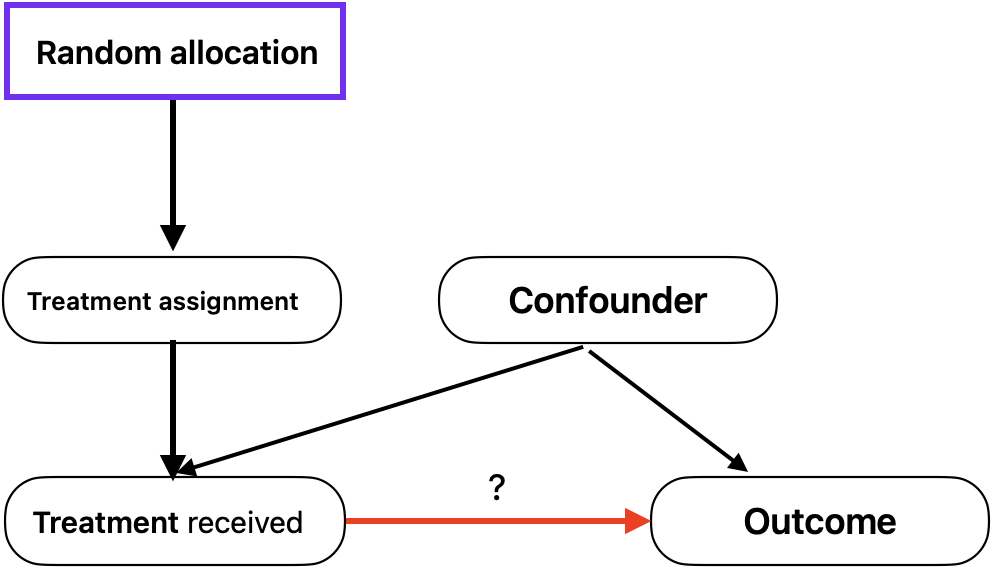 Random allocation
Treatment assignment
Confounder
?
Treatment received
Outcome